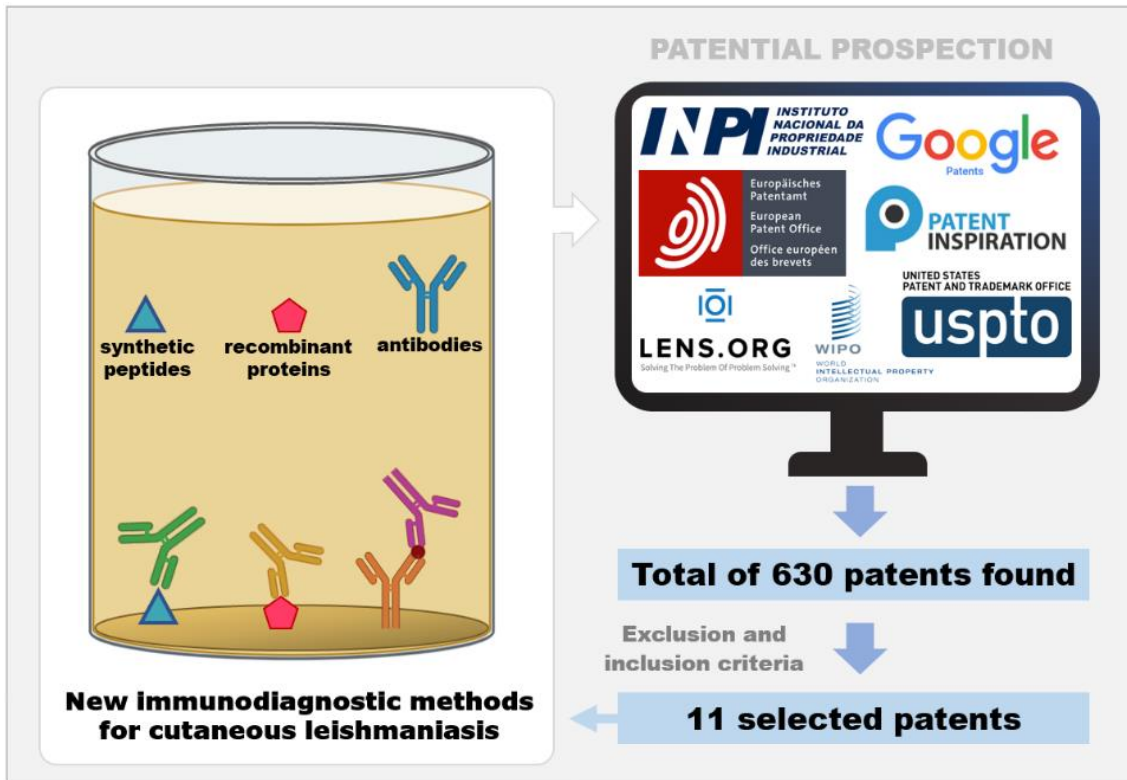 POTENTIAL PROSPECTION
INPI
INSTITUTO
NACIONAL DA
PROPRIEDADE
INDUSTRIAL
Google
Patents
Europäisches
Patentamt
European
Patent Office
Office européen
des brevets
PATENT
INSPIRATION
LENS.ORG
Solving The Problem Of Problem Solving™
WIPO
WORLD
INTELLECTUAL PROPERTY
ORGANIZATION
UNITED STATES
PATENT AND TRADEMARK OFFICE
uspto
synthetic
peptides
recombinant
proteins
antibodies
Total of 630 patents found
Exclusion and
inclusion criteria
11 selected patents
New immunodiagnostic methods
for cutaneous leishmaniasis